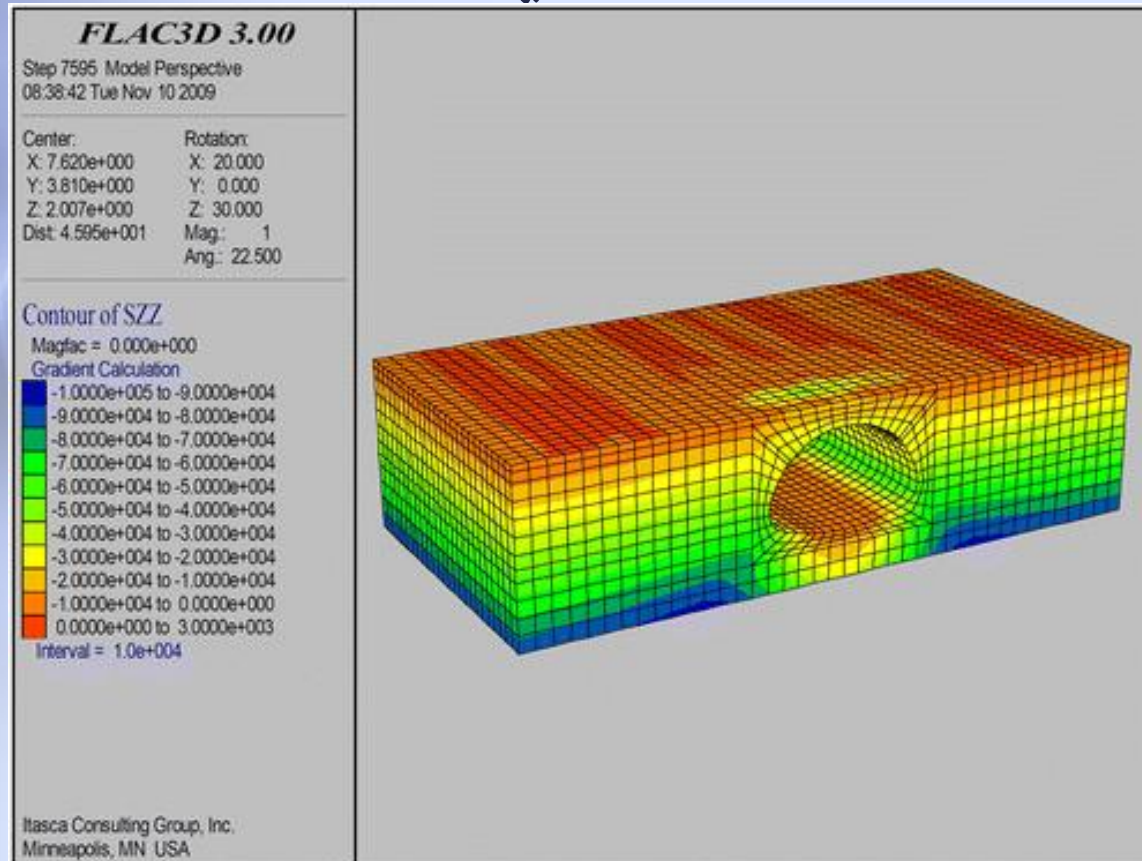 FLAC3D 3.00
Step 7595 Model Perspective
08:38:42 Tue Nov 10 2009
Center:
X: 7.620e+000
Y: 3.810e+000
Z: 2.007e+000
Dist: 4.595e+001
Rotation:
X: 20.000
Y: 0.000
Z: 30.000
Mag.: 1
Ang.: 22.500
Contour of SZZ
Magfac = 0.000e+000
Gradient Calculation
-1.0000e+005 to -9.0000e+004
-9.0000e+004 to -8.0000e+004
-8.0000e+004 to -7.0000e+004
-7.0000e+004 to -6.0000e+004
-6.0000e+004 to -5.0000e+004
-5.0000e+004 to -4.0000e+004
-4.0000e+004 to -3.0000e+004
-3.0000e+004 to -2.0000e+004
-2.0000e+004 to -1.0000e+004
-1.0000e+004 to 0.0000e+000
0.0000e+000 to 3.0000e+003
Interval = 1.0e+004
Itasca Consulting Group, Inc.
Minneapolis, MN USA